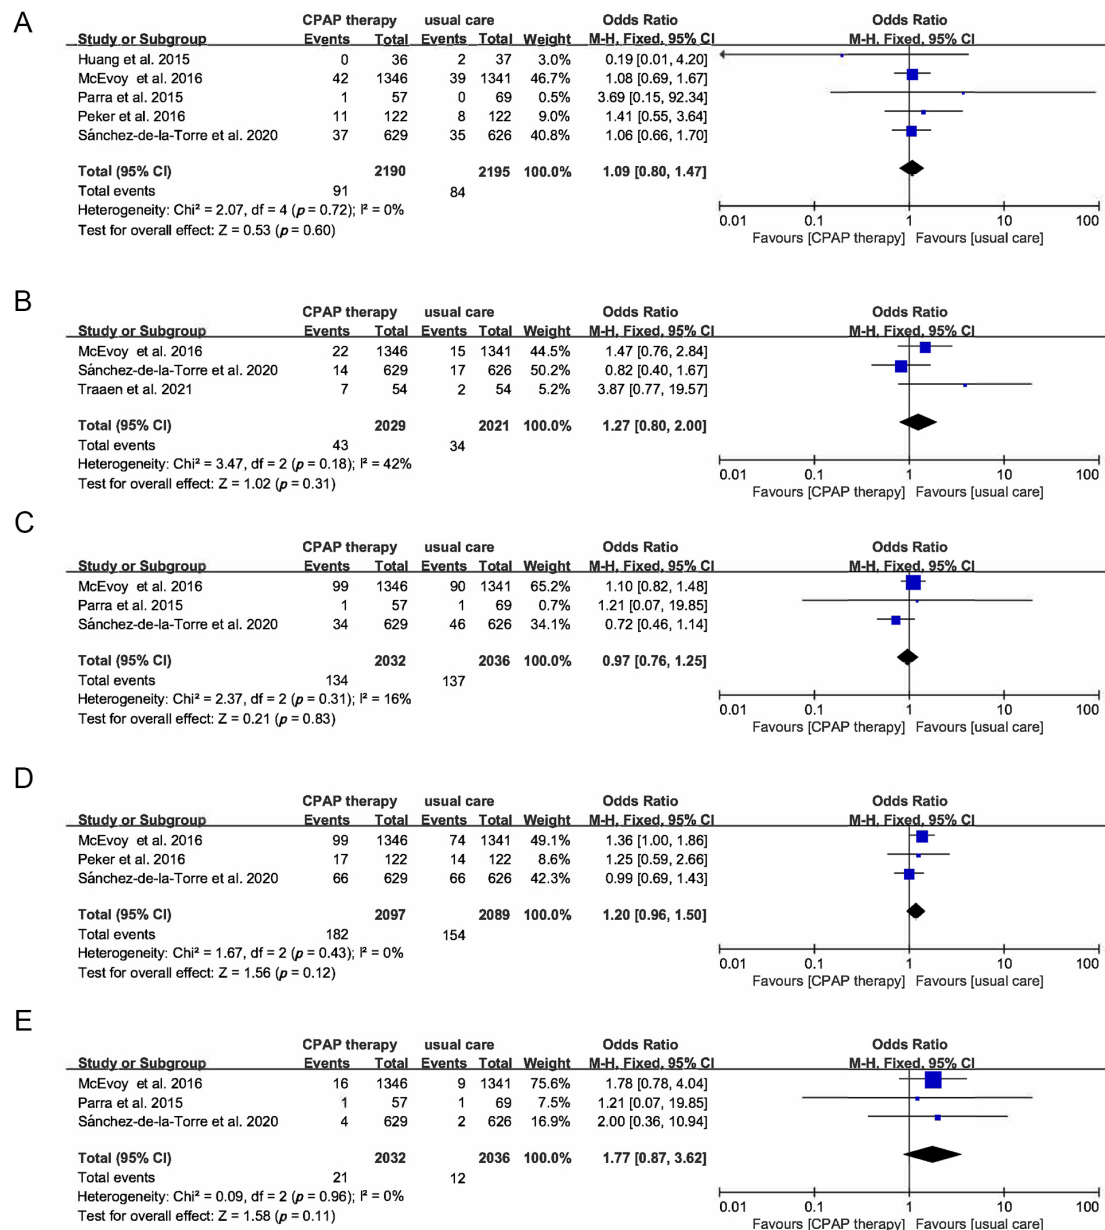 A
CPAP therapy usual care Odds Ratio Odds Ratio
Study or Subgroup Events Total Events Total Weight M-H, Fixed, 95% CI M-H, Fixed, 95% CI
Huang et al. 2015 0 36 2 37 3.0% 0.19 [0.01, 4.20]
McEvoy et al. 2016 42 1346 39 1341 46.7% 1.08 [0.69, 1.67]
Parra et al. 2015 1 57 0 69 0.5% 3.69 [0.15, 92.34]
Peker et al. 2016 11 122 8 122 9.0% 1.41 [0.55, 3.64]
Sánchez-de-la-Torre et al. 2020 37 629 35 626 40.8% 1.06 [0.66, 1.70]
Total (95% CI) 2190 2195 100.0% 1.09 [0.80, 1.47]
Total events 91 84
Heterogeneity: Chi² = 2.07, df = 4 (p = 0.72); I² = 0%
Test for overall effect: Z = 0.53 (p = 0.60)
0.01 0.1 1 10 100
Favours [CPAP therapy] Favours [usual care]
B
CPAP therapy usual care Odds Ratio Odds Ratio
Study or Subgroup Events Total Events Total Weight M-H, Fixed, 95% CI M-H, Fixed, 95% CI
McEvoy et al. 2016 22 1346 15 1341 44.5% 1.47 [0.76, 2.84]
Sánchez-de-la-Torre et al. 2020 14 629 17 626 50.2% 0.82 [0.40, 1.67]
Traaen et al. 2021 7 54 2 54 5.2% 3.87 [0.77, 19.57]
Total (95% CI) 2029 2021 100.0% 1.27 [0.80, 2.00]
Total events 43 34
Heterogeneity: Chi² = 3.47, df = 2 (p = 0.18); I² = 42%
Test for overall effect: Z = 1.02 (p = 0.31)
0.01 0.1 1 10 100
Favours [CPAP therapy] Favours [usual care]
C
CPAP therapy usual care Odds Ratio Odds Ratio
Study or Subgroup Events Total Events Total Weight M-H, Fixed, 95% CI M-H, Fixed, 95% CI
McEvoy et al. 2016 99 1346 90 1341 65.2% 1.10 [0.82, 1.48]
Parra et al. 2015 1 57 1 69 0.7% 1.21 [0.07, 19.85]
Sánchez-de-la-Torre et al. 2020 34 629 46 626 34.1% 0.72 [0.46, 1.14]
Total (95% CI) 2032 2036 100.0% 0.97 [0.76, 1.25]
Total events 134 137
Heterogeneity: Chi² = 2.37, df = 2 (p = 0.31); I² = 16%
Test for overall effect: Z = 0.21 (p = 0.83)
0.01 0.1 1 10 100
Favours [CPAP therapy] Favours [usual care]
D
CPAP therapy usual care Odds Ratio Odds Ratio
Study or Subgroup Events Total Events Total Weight M-H, Fixed, 95% CI M-H, Fixed, 95% CI
McEvoy et al. 2016 99 1346 74 1341 49.1% 1.36 [1.00, 1.86]
Peker et al. 2016 17 122 14 122 8.6% 1.25 [0.59, 2.66]
Sánchez-de-la-Torre et al. 2020 66 629 66 626 42.3% 0.99 [0.69, 1.43]
Total (95% CI) 2097 2089 100.0% 1.20 [0.96, 1.50]
Total events 182 154
Heterogeneity: Chi² = 1.67, df = 2 (p = 0.43); I² = 0%
Test for overall effect: Z = 1.56 (p = 0.12)
0.01 0.1 1 10 100
Favours [CPAP therapy] Favours [usual care]
E
CPAP therapy usual care Odds Ratio Odds Ratio
Study or Subgroup Events Total Events Total Weight M-H, Fixed, 95% CI M-H, Fixed, 95% CI
McEvoy et al. 2016 16 1346 9 1341 75.6% 1.78 [0.78, 4.04]
Parra et al. 2015 1 57 1 69 7.5% 1.21 [0.07, 19.85]
Sánchez-de-la-Torre et al. 2020 4 629 2 626 16.9% 2.00 [0.36, 10.94]
Total (95% CI) 2032 2036 100.0% 1.77 [0.87, 3.62]
Total events 21 12
Heterogeneity: Chi² = 0.09, df = 2 (p = 0.96); I² = 0%
Test for overall effect: Z = 1.58 (p = 0.11)
0.01 0.1 1 10 100
Favours [CPAP therapy] Favours [usual care]